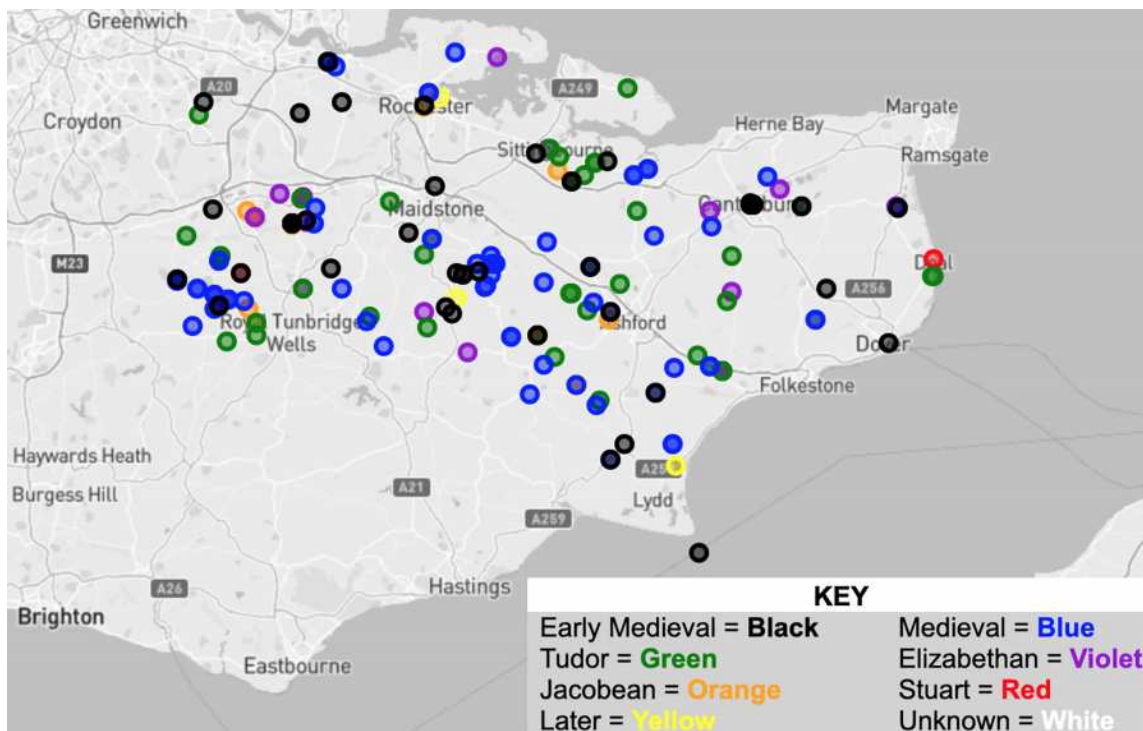 Greenwich
A20
Rochester
A249
Croydon
Margate
Herne Bay
Sittingbourne
Ramsgate
Canterbury
Maidstone
M23
Deal
A256
Royal Tunbridge
Wells
Ashford
Dover
Folkestone
Haywards Heath
A21
Lydd
Burgess Hill
A259
A26
Hastings
Brighton
Eastbourne
KEY
Early Medieval = Black
Medieval = Blue
Tudor = Green
Elizabethan = Violet
Jacobean = Orange
Stuart = Red
Later = Yellow
Unknown = White